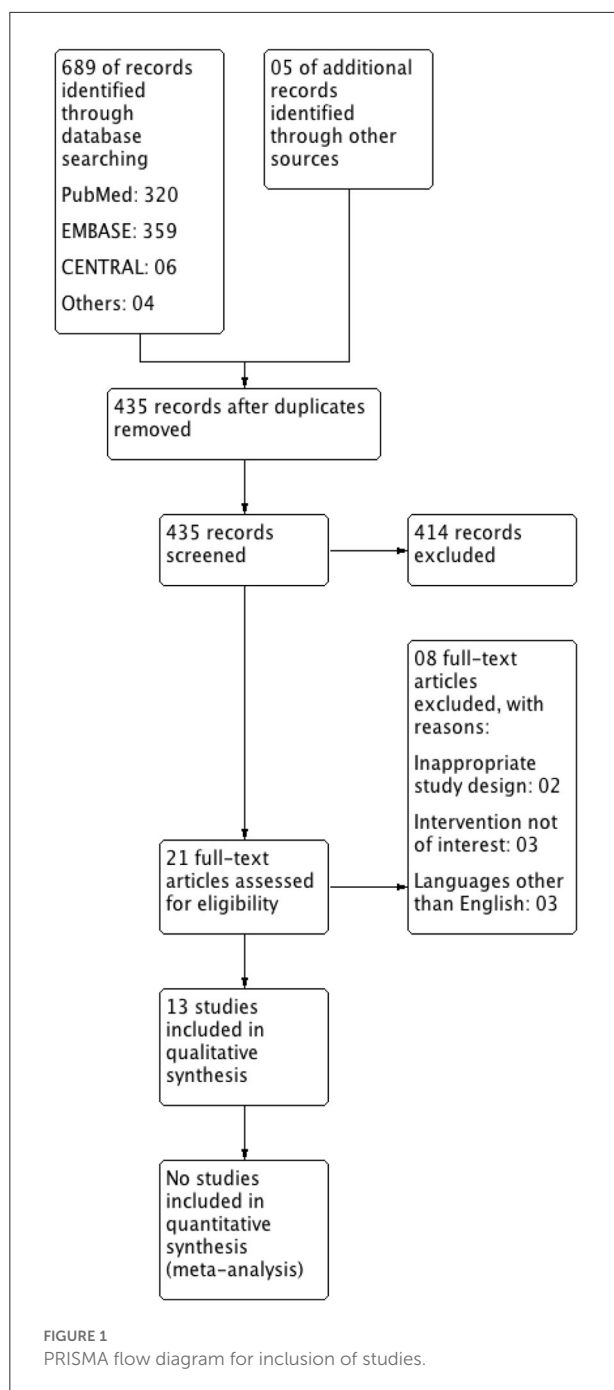 689 of records
identified
through
database
searching
PubMed: 320
EMBASE: 359
CENTRAL: 06
Others: 04
05 of additional
records
identified
through other
sources
435 records after duplicates
removed
435 records
screened
414 records
excluded
08 full-text
articles
excluded, with
reasons:
Inappropriate
study design: 02
Intervention not
of interest: 03
Languages other
than English: 03
21 full-text
articles assessed
for eligibility
13 studies
included in
qualitative
synthesis
No studies
included in
quantitative
synthesis
(meta-analysis)
FIGURE 1
PRISMA flow diagram for inclusion of studies.